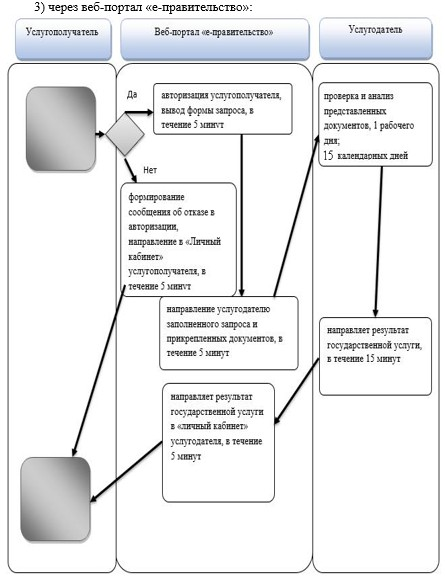 3) через веб-портал «е-правительство»:
Услугополучатель
Веб-портал «е-правительство»
Услугодатель
Да
авторизация услугополучателя,
вывод формы запроса, в
течение 5 минут
проверка и анализ
представленных
документов, 1 рабочего
дня;
15 календарных дней
Нет
формирование
сообщения об отказе в
авторизации,
направление в «Личный
кабинет»
услугополучателя, в
течение 5 минут
направление услугодателю
заполненного запроса и
прикрепленных документов, в
течение 5 минут
направляет результат
государственной услуги,
в течение 15 минут
направляет результат
государственной услуги
в «личный кабинет»
услугодателя, в течение
5 минут